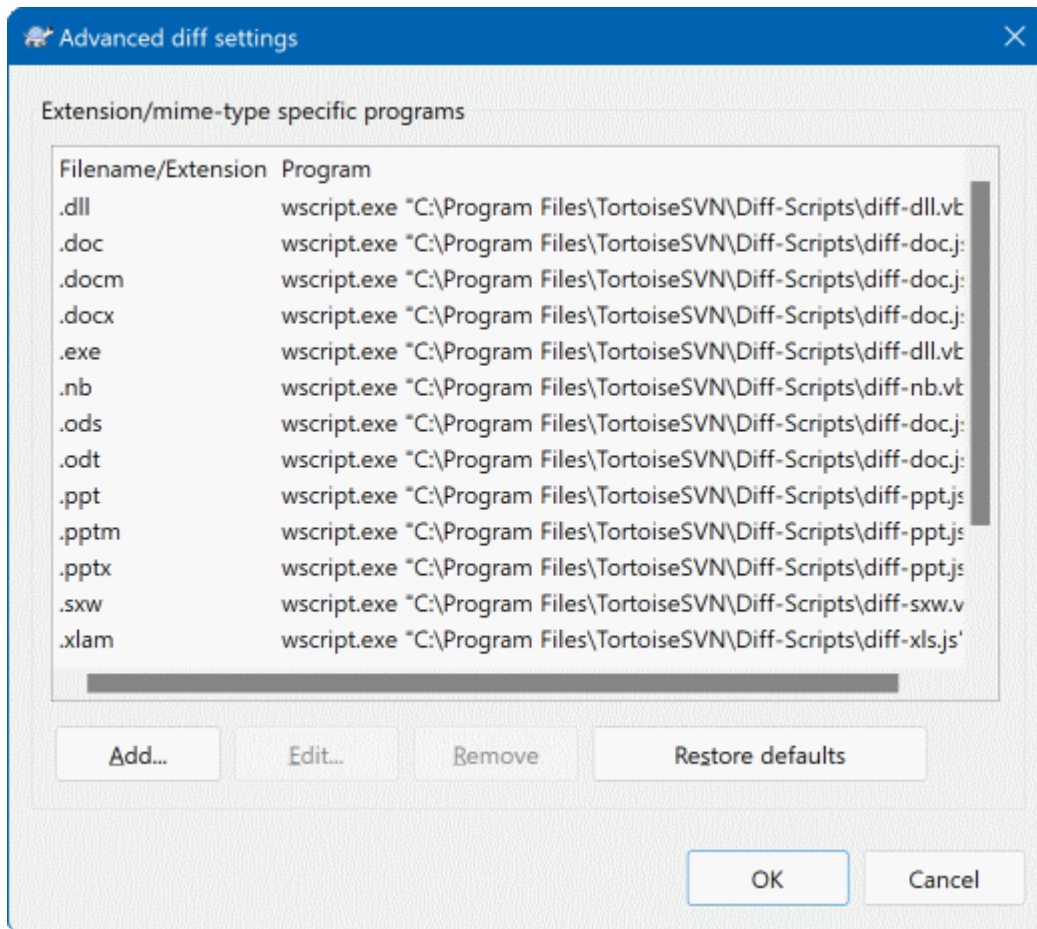 Advanced diff settings
Extension/mime-type specific programs
Filename/Extension Program
.dll wscript.exe "C:\Program Files\TortoiseSVN\Diff-Scripts\diff-dll.vb
.doc wscript.exe "C:\Program Files\TortoiseSVN\Diff-Scripts\diff-doc.js
.docm wscript.exe "C:\Program Files\TortoiseSVN\Diff-Scripts\diff-doc.js
.docx wscript.exe "C:\Program Files\TortoiseSVN\Diff-Scripts\diff-doc.js
.exe wscript.exe "C:\Program Files\TortoiseSVN\Diff-Scripts\diff-dll.vb
.nb wscript.exe "C:\Program Files\TortoiseSVN\Diff-Scripts\diff-nb.vb
.ods wscript.exe "C:\Program Files\TortoiseSVN\Diff-Scripts\diff-doc.js
.odt wscript.exe "C:\Program Files\TortoiseSVN\Diff-Scripts\diff-doc.js
.ppt wscript.exe "C:\Program Files\TortoiseSVN\Diff-Scripts\diff-ppt.js
.pptm wscript.exe "C:\Program Files\TortoiseSVN\Diff-Scripts\diff-ppt.js
.pptx wscript.exe "C:\Program Files\TortoiseSVN\Diff-Scripts\diff-ppt.js
.sxw wscript.exe "C:\Program Files\TortoiseSVN\Diff-Scripts\diff-sxw.v
.xlam wscript.exe "C:\Program Files\TortoiseSVN\Diff-Scripts\diff-xls.js"
Add... Edit... Remove Restore defaults
OK Cancel